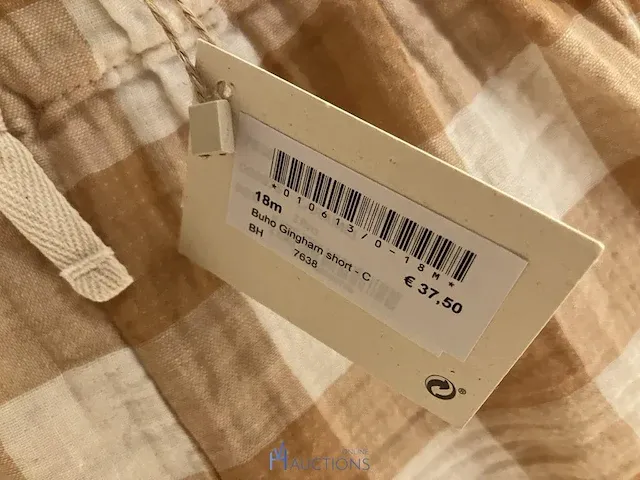 *010613/0-18M*
18m
Buho Gingham short - C
BH
7638
€ 37,50
AUCTIONS